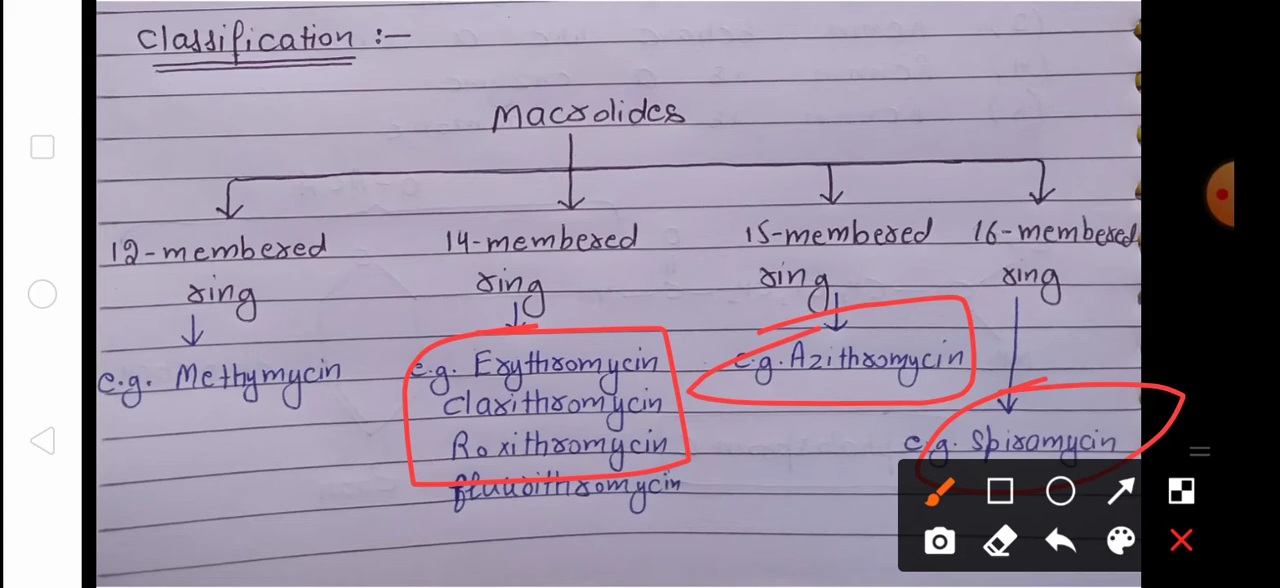 Classification :-
Macrolides
12-membered 14-membered 15-membered 16-membered
ring ring ring ring
e.g. Methymycin e.g. Erythromycin e.g. Azithromycin
Clarithromycin
Roxithromycin e.g. Spiramycin